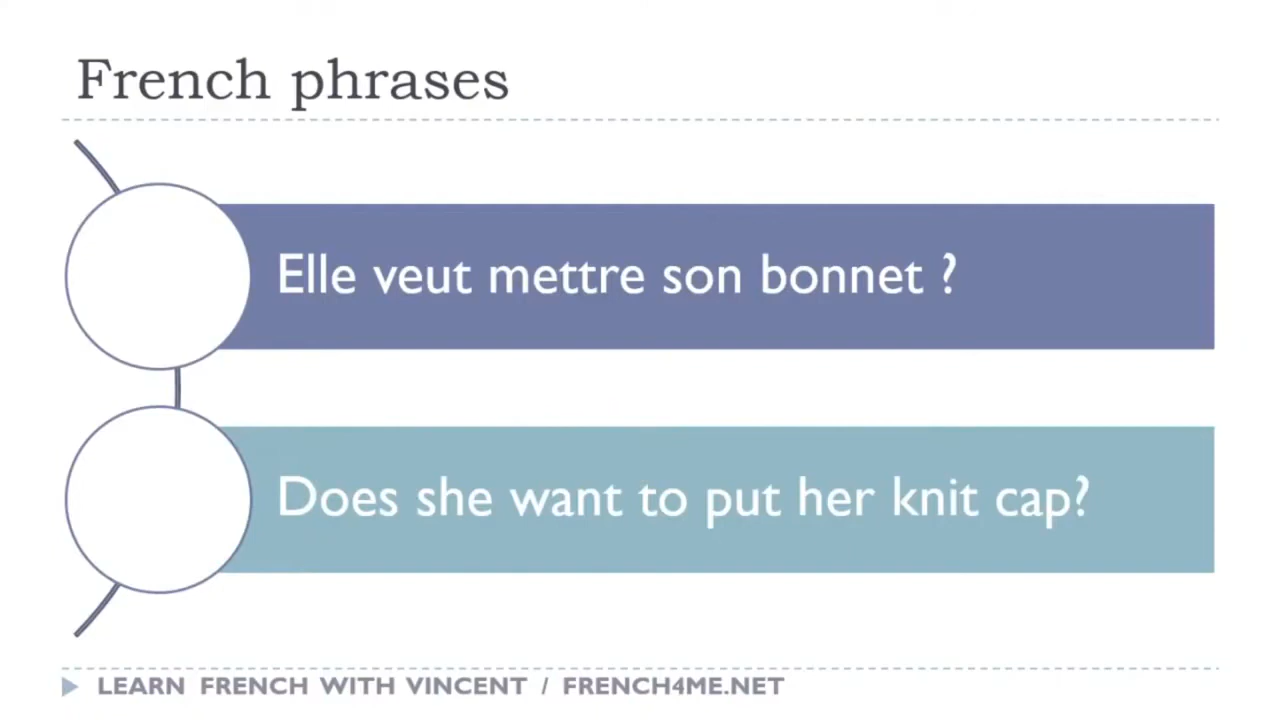 French phrases
Elle veut mettre son bonnet ?
Does she want to put her knit cap?
LEARN FRENCH WITH VINCENT / FRENCH4ME.NET